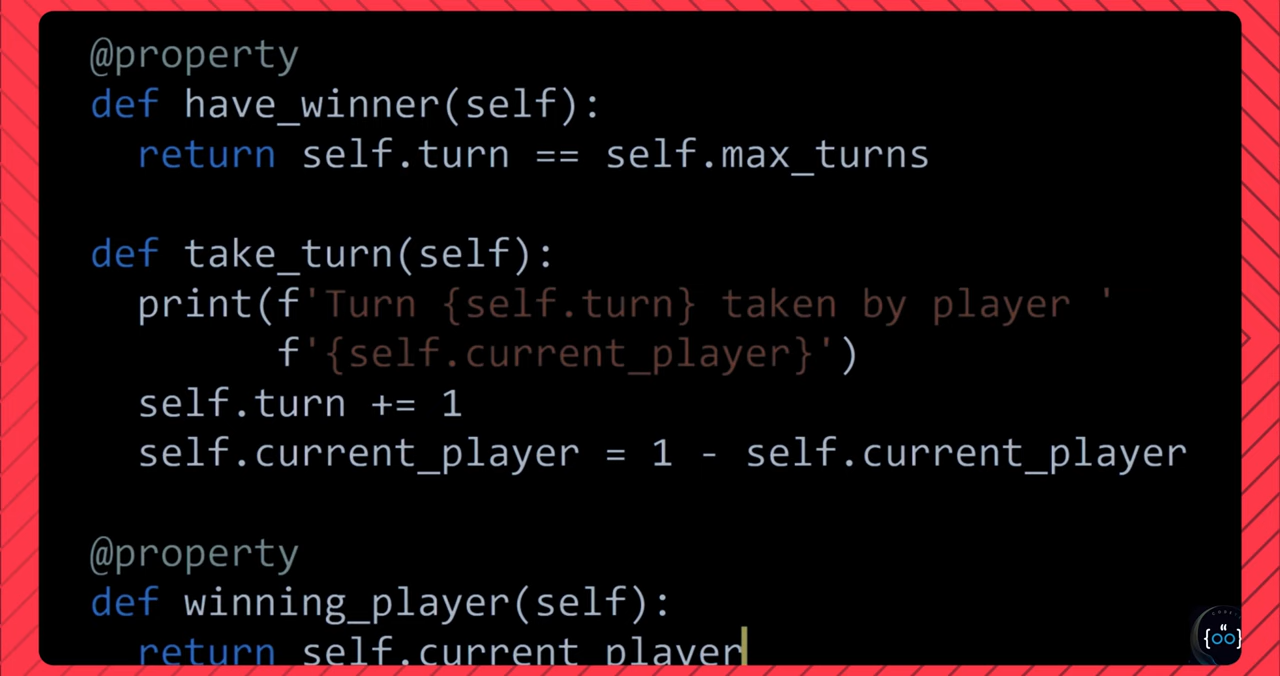 @property
def have_winner(self):
  return self.turn == self.max_turns

def take_turn(self):
  print(f'Turn {self.turn} taken by player '
        f'{self.current_player}')
  self.turn += 1
  self.current_player = 1 - self.current_player

@property
def winning_player(self):
  return self.current_player
{oo}